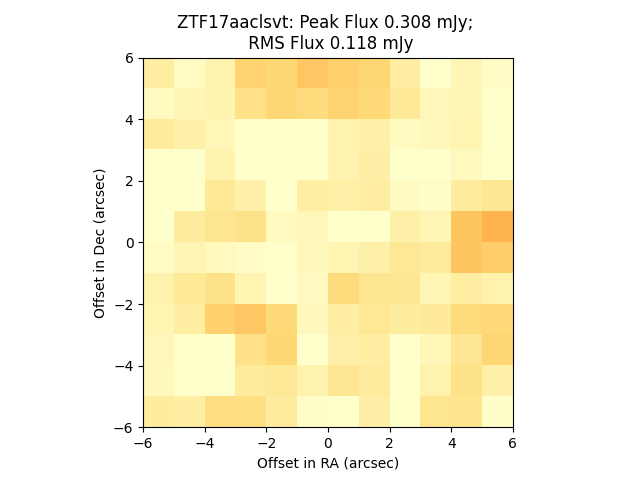 ZTF17aaclsvt: Peak Flux 0.308 mJy;
RMS Flux 0.118 mJy
6
4
2
0
−2
−4
−6
Offset in Dec (arcsec)
−6 −4 −2 0 2 4 6
Offset in RA (arcsec)